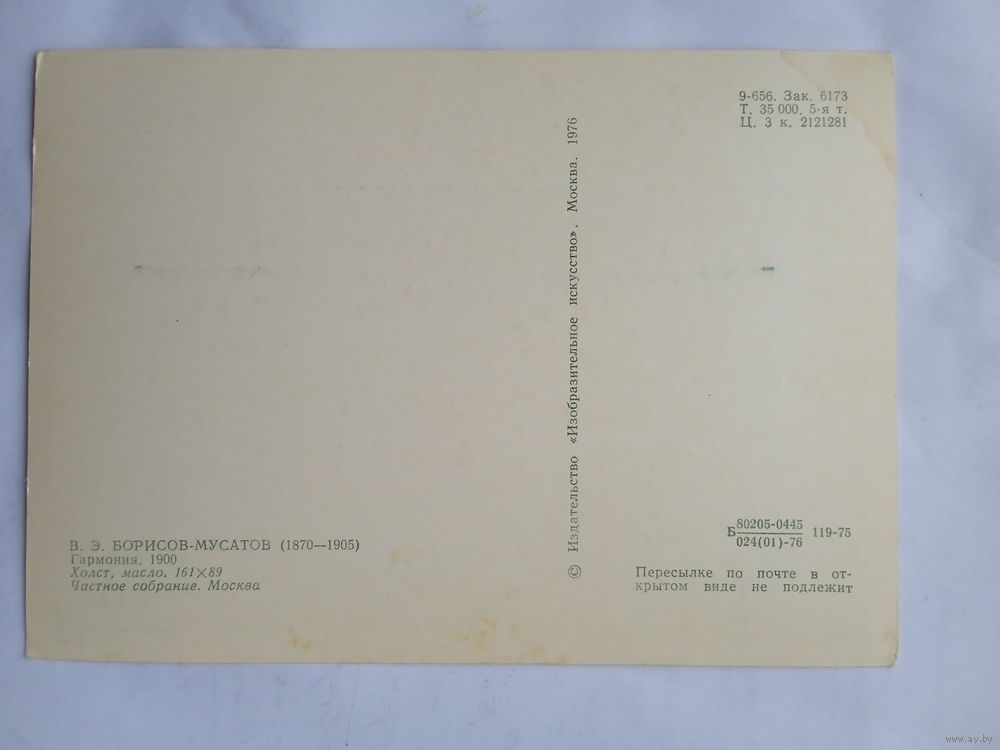 9-656. Зак. 6173
Т. 35 000. 5-я т.
Ц. 3 к. 2121281
© Издательство «Изобразительное искусство». Москва. 1976
В. Э. БОРИСОВ-МУСАТОВ (1870—1905)
Гармония. 1900
Холст, масло. 161×89
Частное собрание. Москва
80205-0445
Б 119-75
024(01)-76
Пересылке по почте в от-
крытом виде не подлежит
www.ay.by